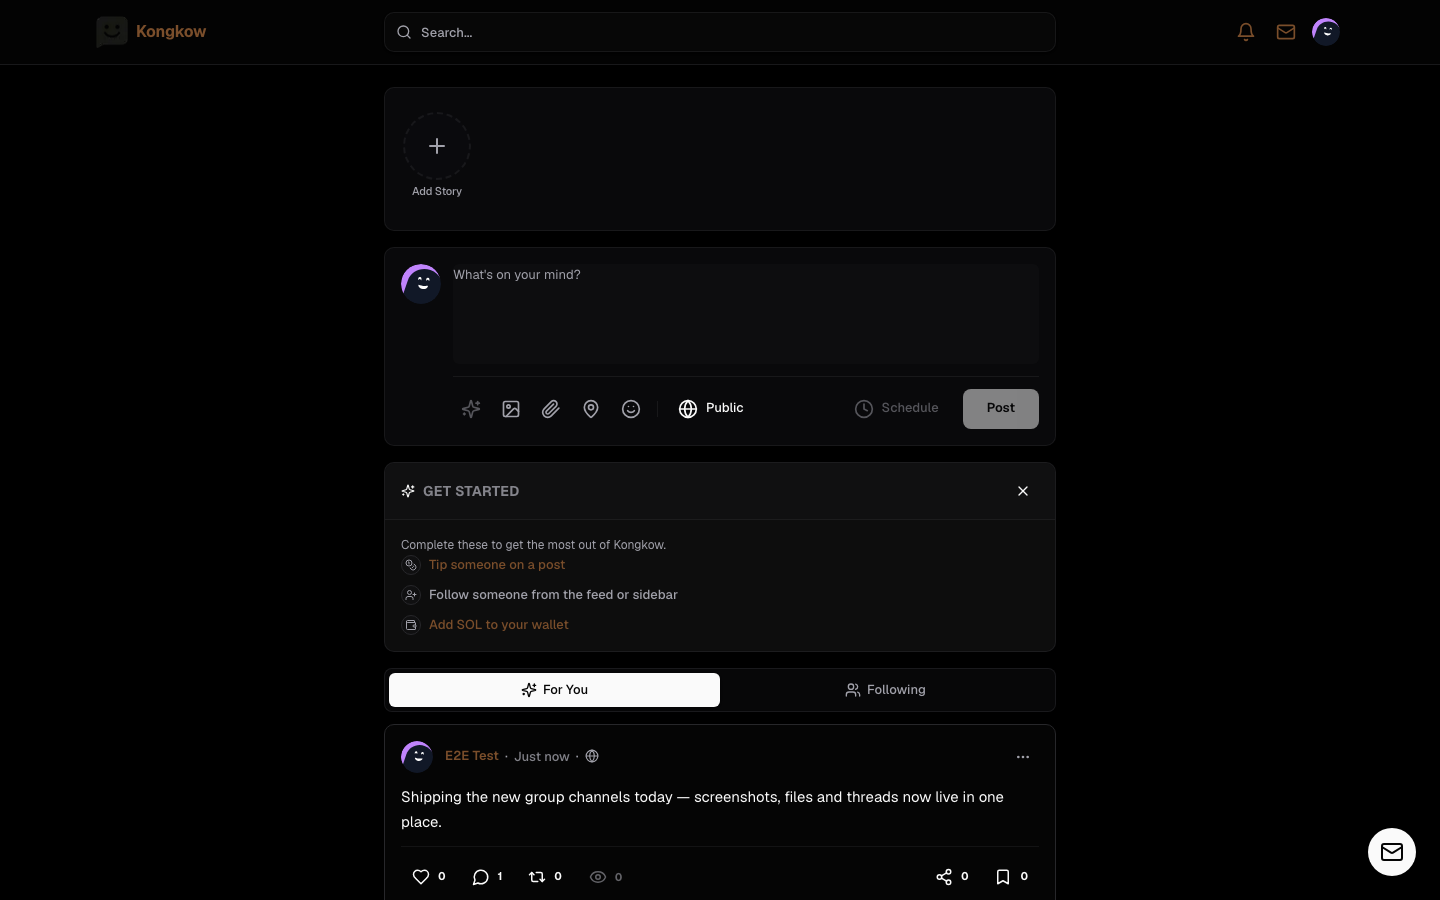 Kongkow
Search...
Add Story
What's on your mind?
Public
Schedule
Post
GET STARTED
Complete these to get the most out of Kongkow.
Tip someone on a post
Follow someone from the feed or sidebar
Add SOL to your wallet
For You
Following
E2E Test · Just now ·
Shipping the new group channels today — screenshots, files and threads now live in one
place.
0 1 0 0 0 0